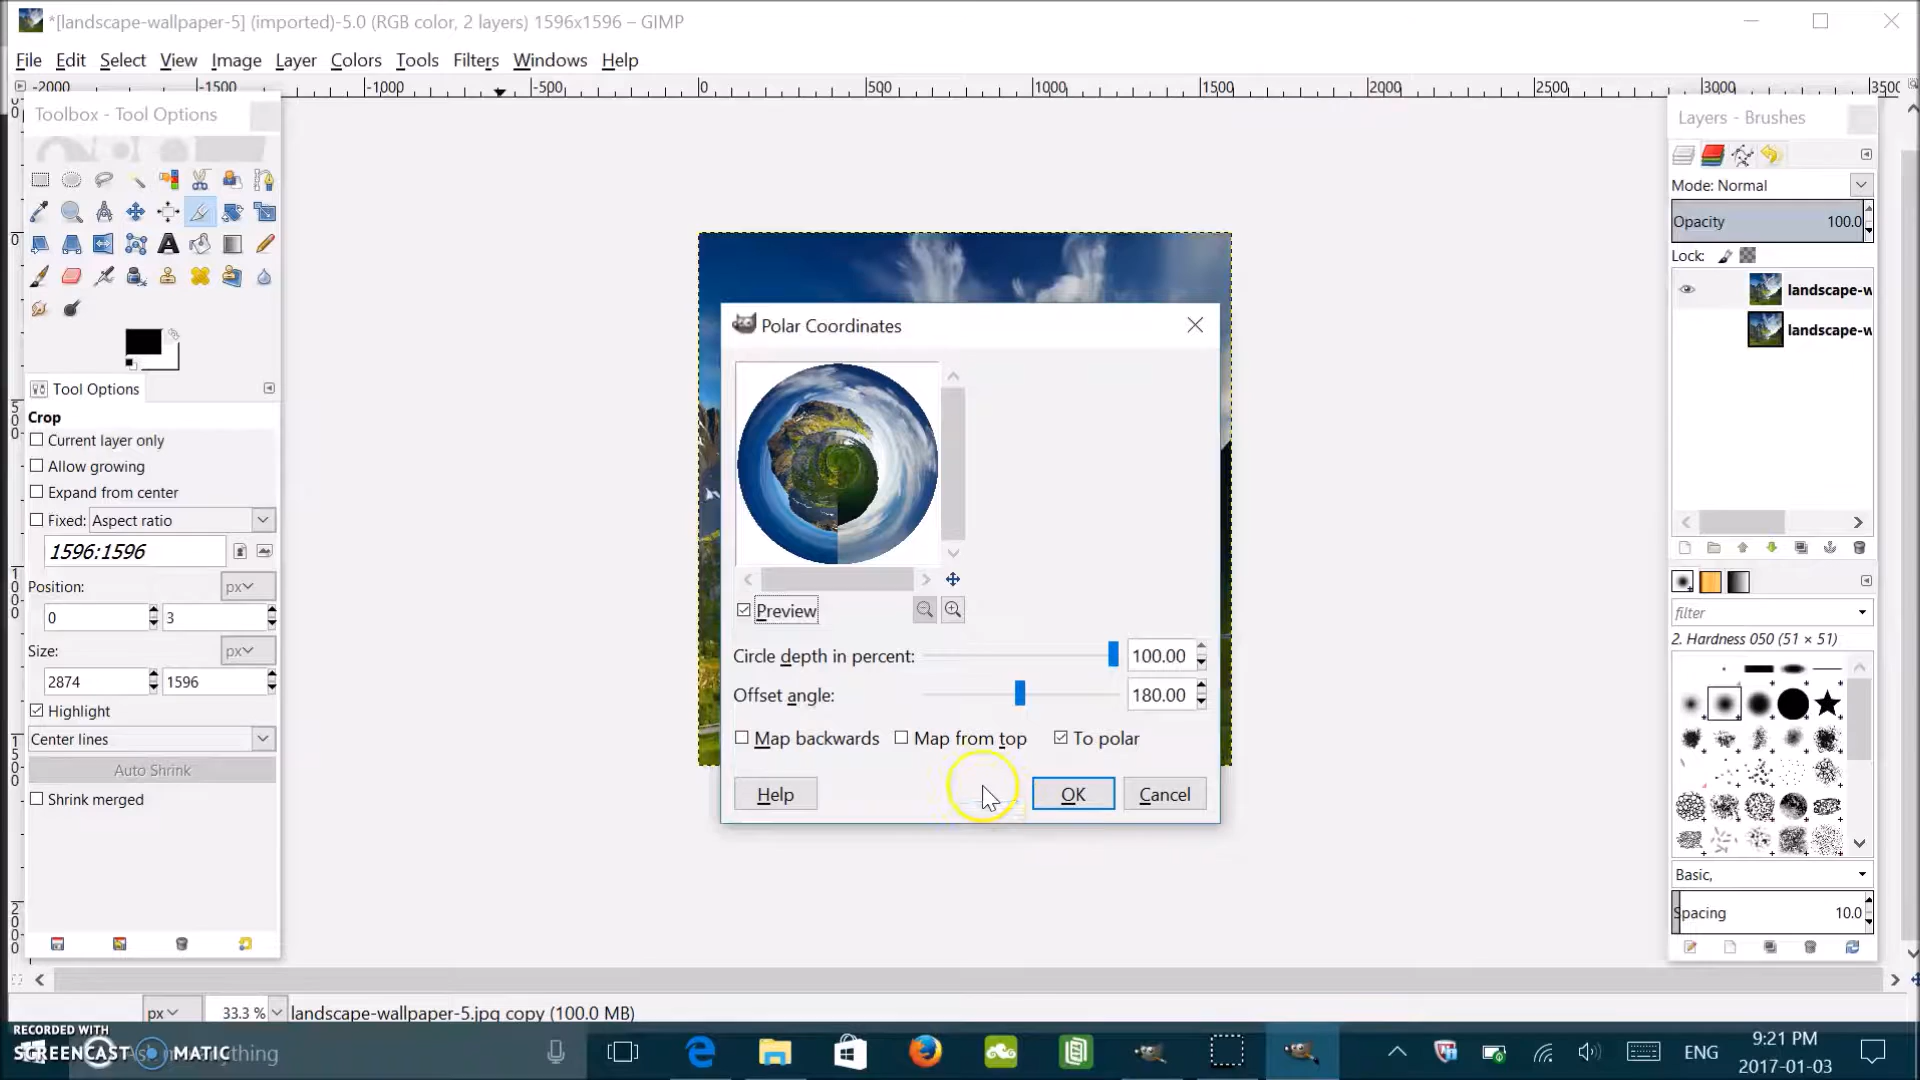 *[landscape-wallpaper-5] (imported)-5.0 (RGB color, 2 layers) 1596x1596 – GIMP
File Edit Select View Image Layer Colors Tools Filters Windows Help
-2000 -1500 -1000 -500 0 500 1000 1500 2000 2500 3000 3500
Toolbox - Tool Options
Tool Options
Crop
Current layer only
Allow growing
Expand from center
Fixed: Aspect ratio
1596:1596
Position: px
0 3
Size: px
2874 1596
Highlight
Center lines
Auto Shrink
Shrink merged
Polar Coordinates
Preview
Circle depth in percent: 100.00
Offset angle: 180.00
Map backwards Map from top To polar
Help OK Cancel
Layers - Brushes
Mode: Normal
Opacity 100.0
Lock:
landscape-w
landscape-w
filter
2. Hardness 050 (51 × 51)
Basic,
Spacing 10.0
px 33.3 % landscape-wallpaper-5.jpg copy (100.0 MB)
RECORDED WITH
SCREENCAST MATIC
ENG
9:21 PM
2017-01-03